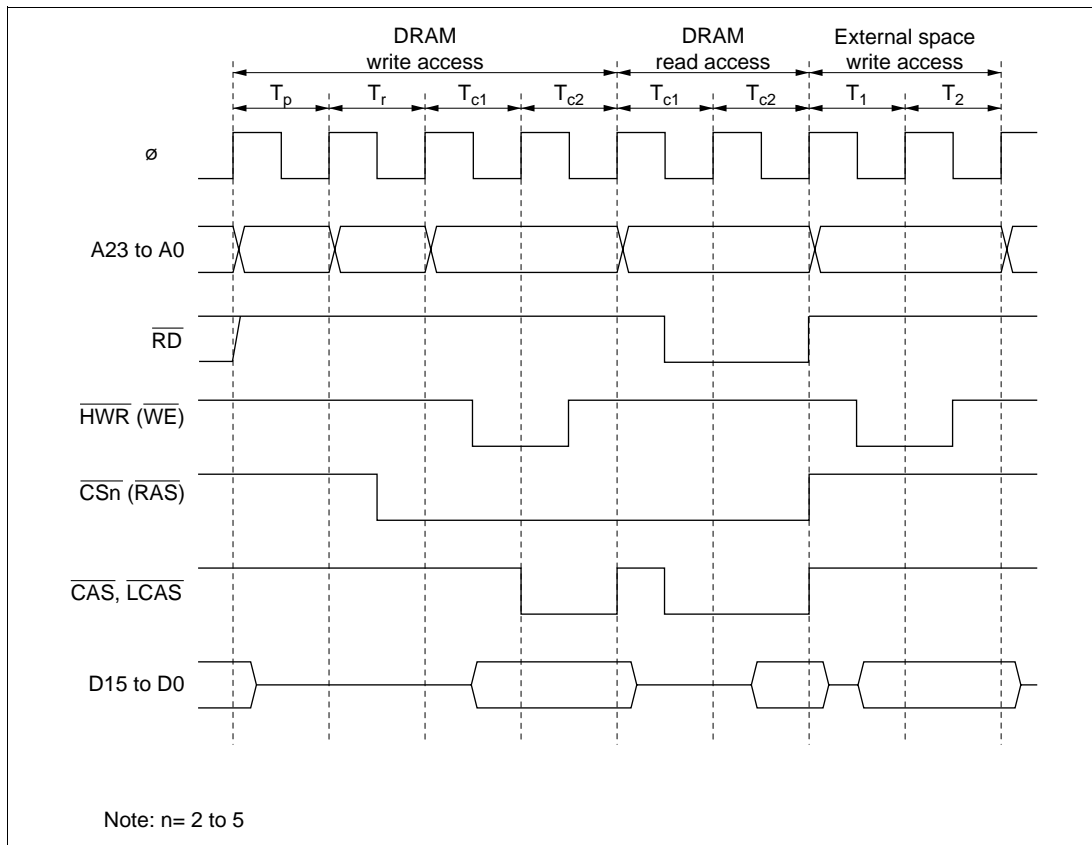 DRAM
write access
DRAM
read access
External space
write access
Tp Tr Tc1 Tc2 Tc1 Tc2 T1 T2
ø
A23 to A0
RD
HWR (WE)
CSn (RAS)
CAS, LCAS
D15 to D0
Note: n= 2 to 5